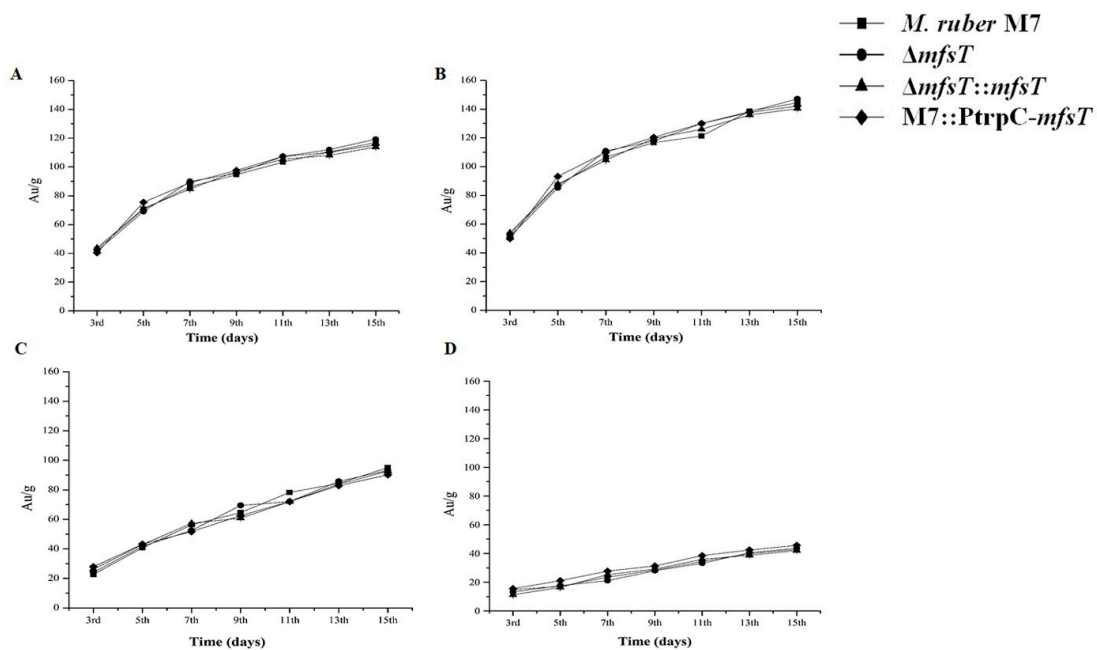 M. ruber M7
ΔmfsT
ΔmfsT::mfsT
M7::PtrpC-mfsT
A
160
140
120
100
80
60
40
20
0
Au/g
3rd 5th 7th 9th 11th 13th 15th
Time (days)
B
160
140
120
100
80
60
40
20
0
Au/g
3rd 5th 7th 9th 11th 13th 15th
Time (days)
C
160
140
120
100
80
60
40
20
0
Au/g
3rd 5th 7th 9th 11th 13th 15th
Time (days)
D
160
140
120
100
80
60
40
20
0
Au/g
3rd 5th 7th 9th 11th 13th 15th
Time (days)